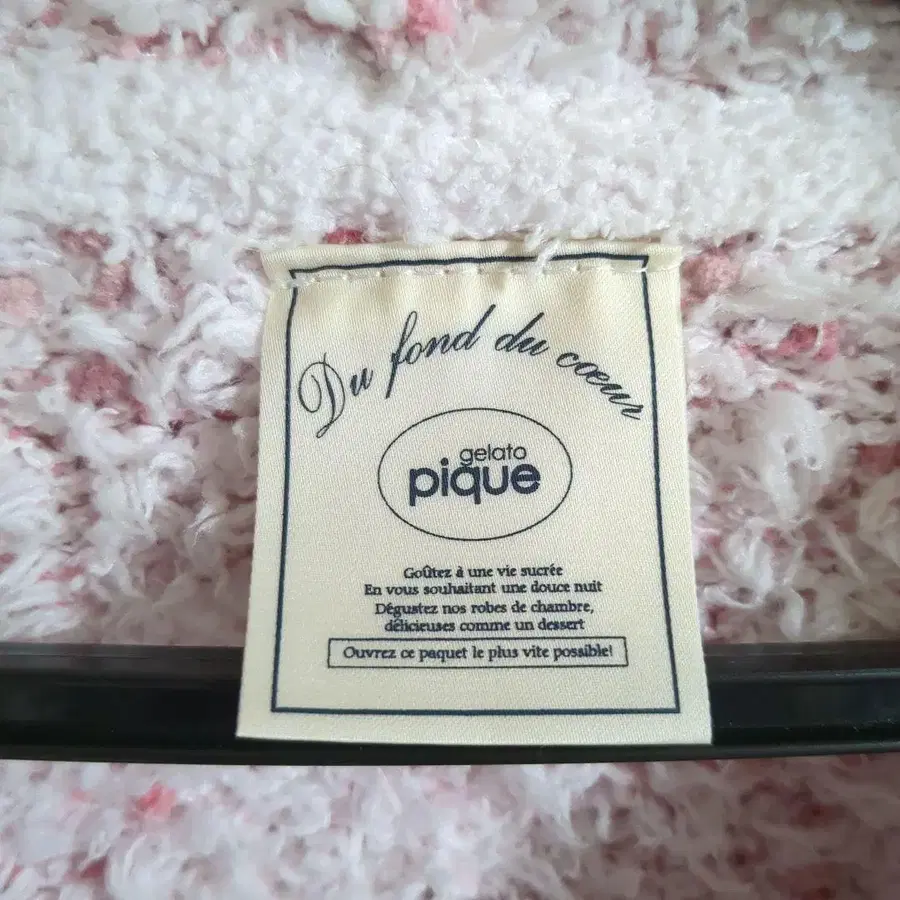 Du fond du cœur
gelato
pique
Goûtez à une vie sucrée
En vous souhaitant une douce nuit
Dégustez nos robes de chambre,
délicieuses comme un dessert
Ouvrez ce paquet le plus vite possible!